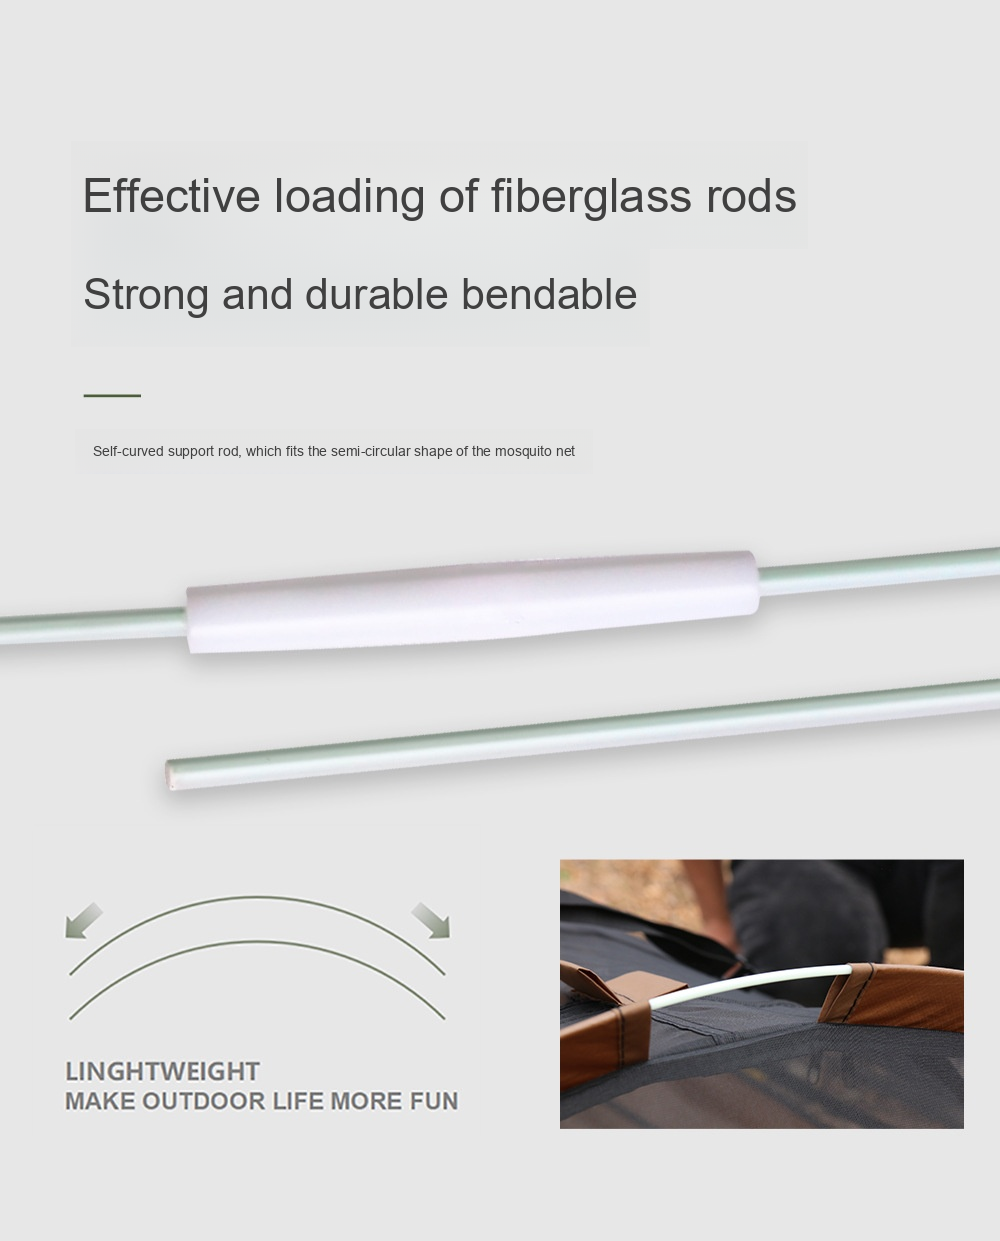 Effective loading of fiberglass rods
Strong and durable bendable
Self-curved support rod, which fits the semi-circular shape of the mosquito net
LINGHTWEIGHT
MAKE OUTDOOR LIFE MORE FUN